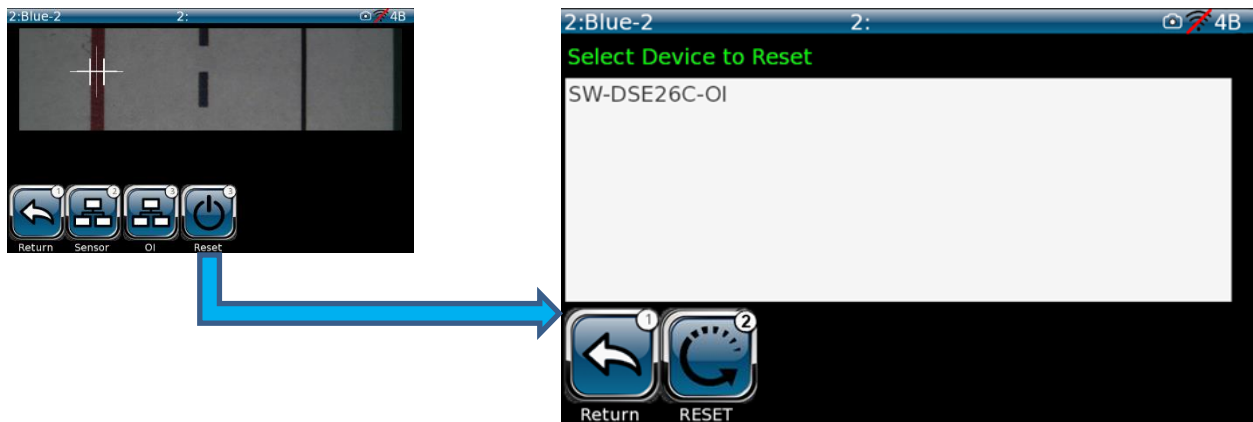 2:Blue-2 2: 4B
1 2 3 3
Return Sensor OI Reset
2:Blue-2 2: 4B
Select Device to Reset
SW-DSE26C-OI
1 2
Return RESET